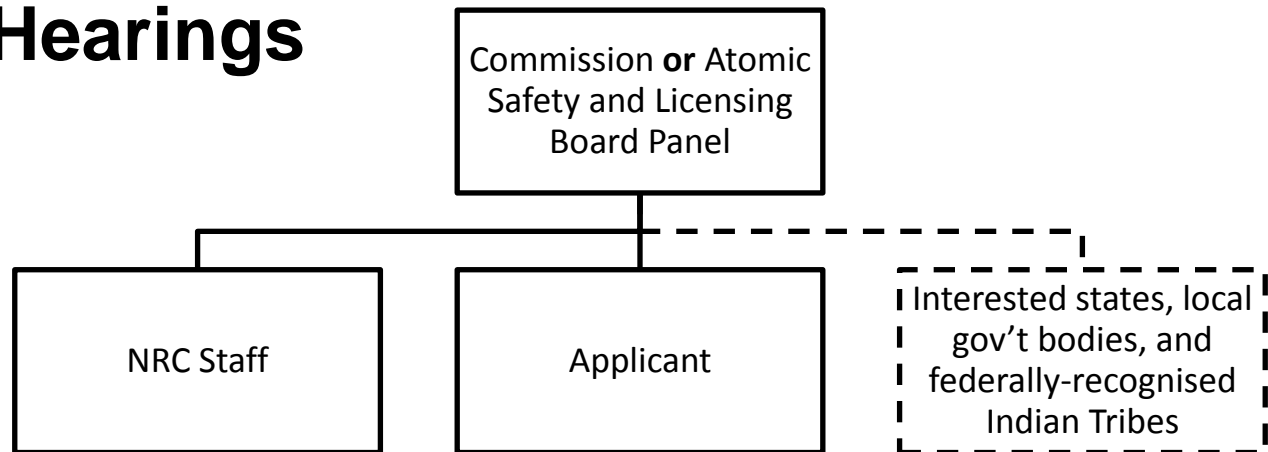 Hearings
Commission or Atomic
Safety and Licensing
Board Panel
NRC Staff
Applicant
Interested states, local
gov't bodies, and
federally-recognised
Indian Tribes